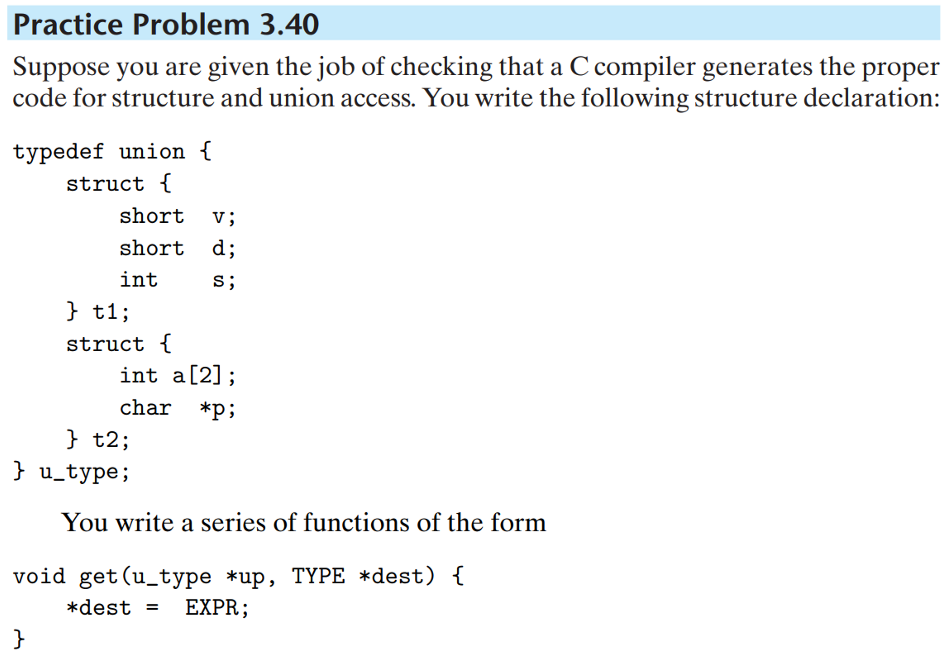 Practice Problem 3.40
Suppose you are given the job of checking that a C compiler generates the proper
code for structure and union access. You write the following structure declaration:
typedef union {
    struct {
        short  v;
        short  d;
        int    s;
    } t1;
    struct {
        int a[2];
        char  *p;
    } t2;
} u_type;
You write a series of functions of the form
void get(u_type *up, TYPE *dest) {
    *dest =  EXPR;
}